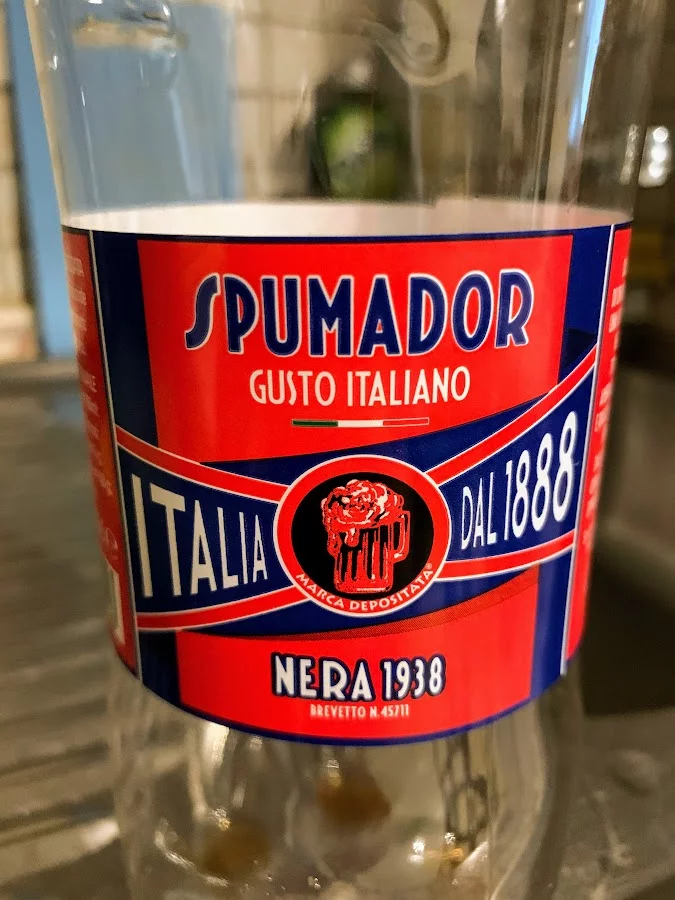 SPUMADOR
GUSTO ITALIANO
ITALIA
DAL 1888
MARCA DEPOSITATA®
NERA 1938
BREVETTO N. 45711